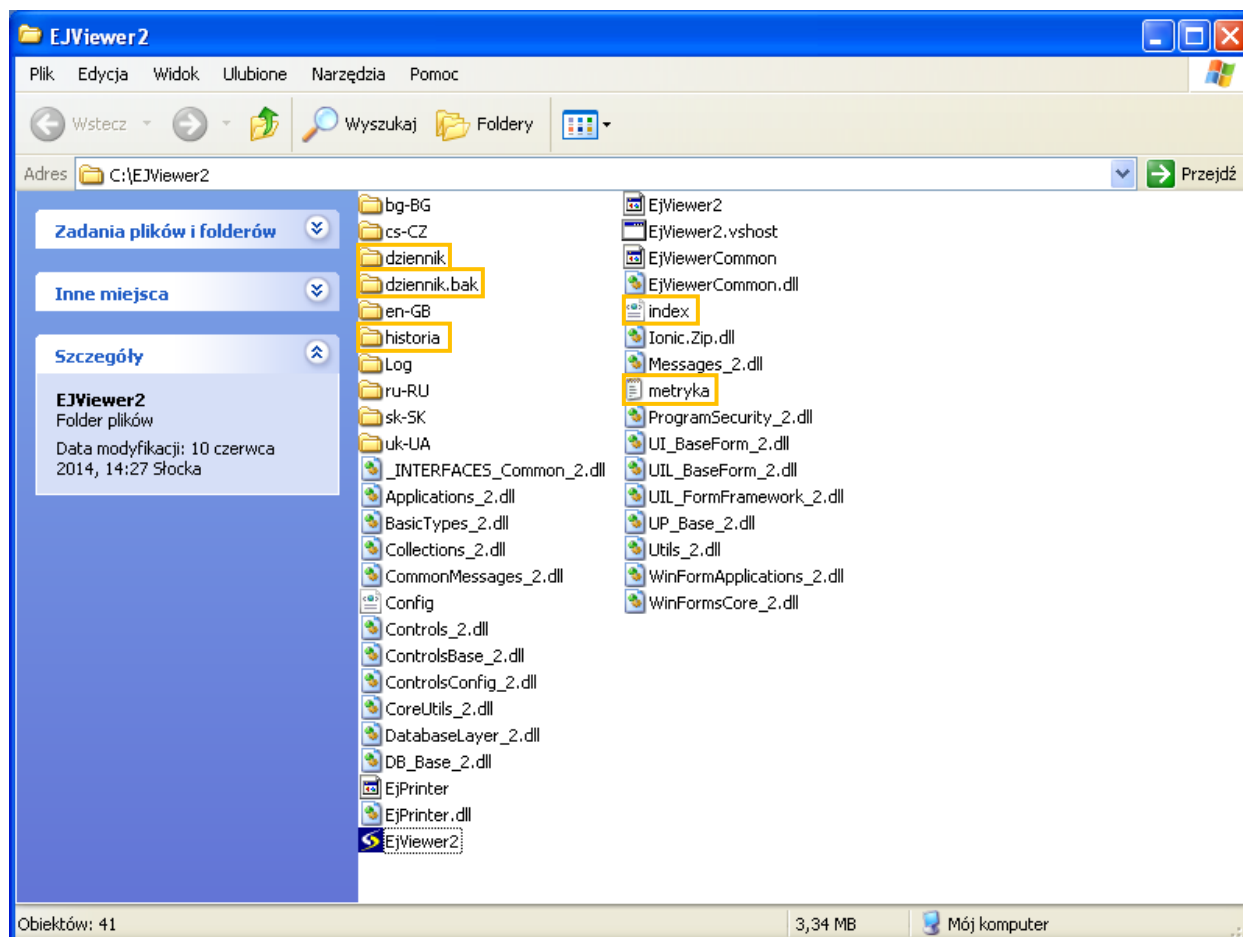 EJViewer2
Plik Edycja Widok Ulubione Narzędzia Pomoc
Wstecz Wyszukaj Foldery
Adres C:\EJViewer2 Przejdź
Zadania plików i folderów
Inne miejsca
Szczegóły
EJViewer2
Folder plików
Data modyfikacji: 10 czerwca
2014, 14:27 Słocka
bg-BG
cs-CZ
dziennik
dziennik.bak
en-GB
historia
Log
ru-RU
sk-SK
uk-UA
_INTERFACES_Common_2.dll
Applications_2.dll
BasicTypes_2.dll
Collections_2.dll
CommonMessages_2.dll
Config
Controls_2.dll
ControlsBase_2.dll
ControlsConfig_2.dll
CoreUtils_2.dll
DatabaseLayer_2.dll
DB_Base_2.dll
EjPrinter
EjPrinter.dll
EjViewer2
EjViewer2
EjViewer2.vshost
EjViewerCommon
EjViewerCommon.dll
index
Ionic.Zip.dll
Messages_2.dll
metryka
ProgramSecurity_2.dll
UI_BaseForm_2.dll
UIL_BaseForm_2.dll
UIL_FormFramework_2.dll
UP_Base_2.dll
Utils_2.dll
WinFormApplications_2.dll
WinFormsCore_2.dll
Obiektów: 41 3,34 MB Mój komputer